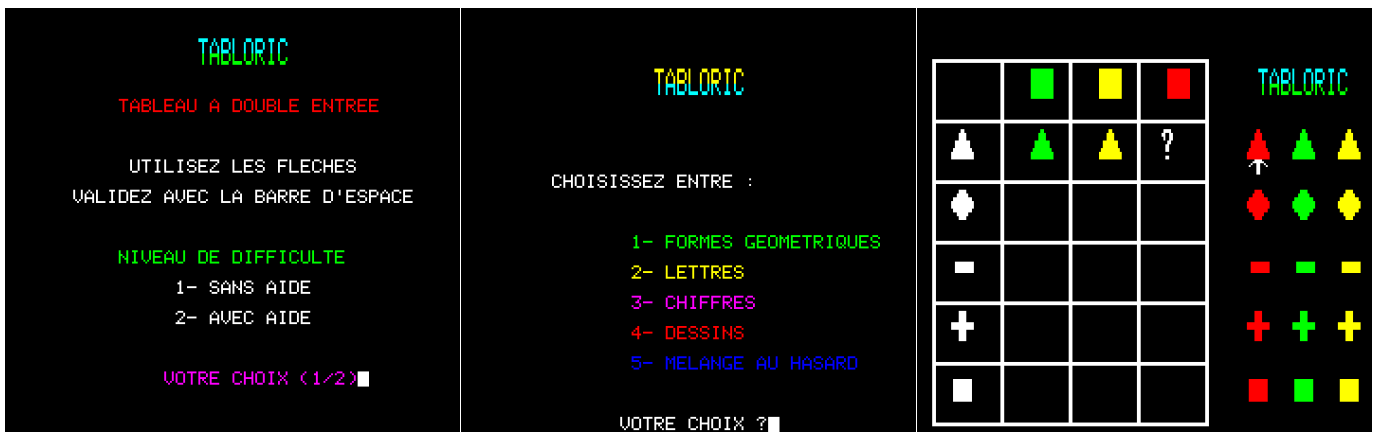 TABLORIC
TABLEAU A DOUBLE ENTREE
UTILISEZ LES FLECHES
VALIDEZ AVEC LA BARRE D'ESPACE
NIVEAU DE DIFFICULTE
1- SANS AIDE
2- AVEC AIDE
VOTRE CHOIX (1/2)
TABLORIC
CHOISISSEZ ENTRE :
1- FORMES GEOMETRIQUES
2- LETTRES
3- CHIFFRES
4- DESSINS
5- MELANGE AU HASARD
VOTRE CHOIX ?
TABLORIC
?